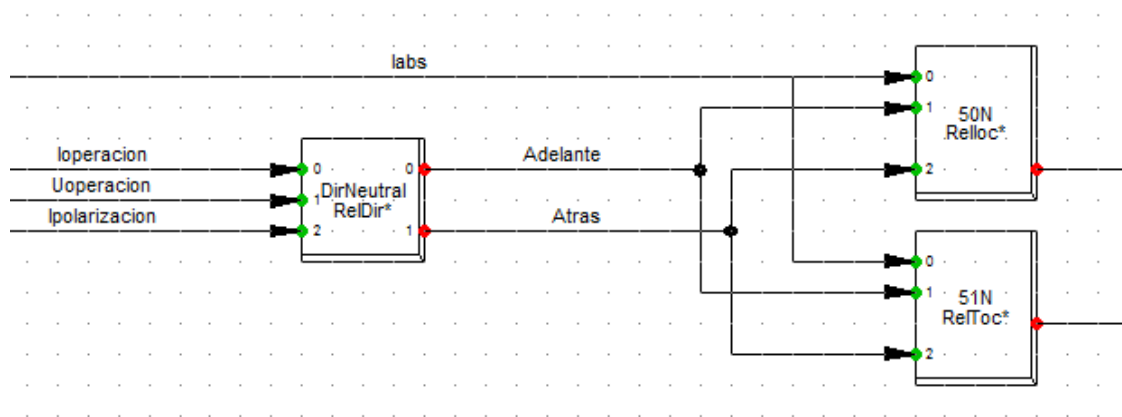 Iabs
0
1
50N
RelIoc*
2
Ioperacion
0
0
Adelante
Uoperacion
1
DirNeutral
RelDir*
Ipolarizacion
2
1
Atras
0
1
51N
RelToc*
2